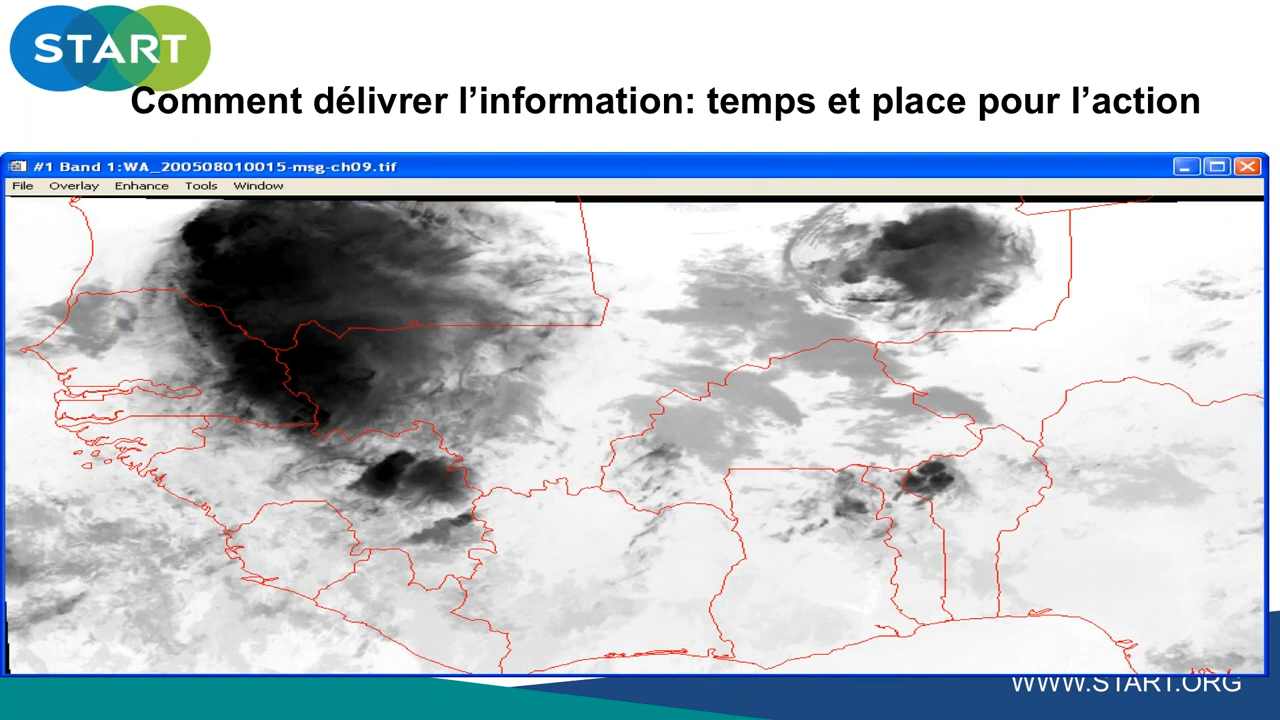 START
Comment délivrer l’information: temps et place pour l’action
#1 Band 1:WA_200508010015-msg-ch09.tif
File Overlay Enhance Tools Window
WWW.START.ORG